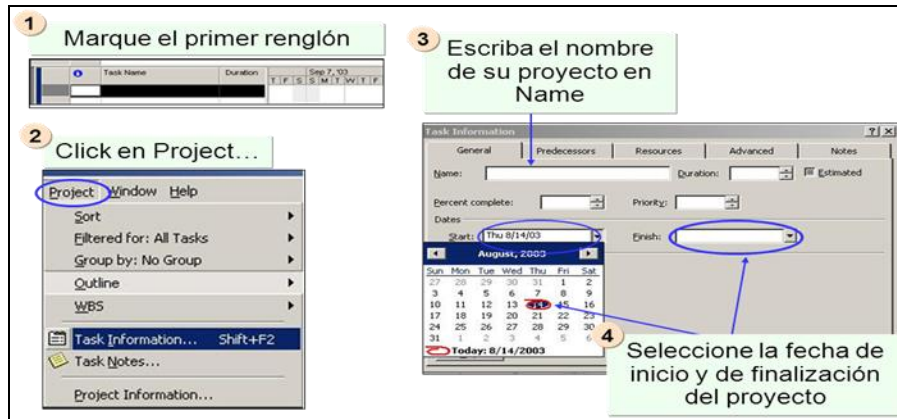 1
Marque el primer renglón
Task Name Duration Sep 7, '03
T F S S M T W T F
2
Click en Project...
Project Window Help
Sort
Filtered for: All Tasks
Group by: No Group
Outline
WBS
Task Information... Shift+F2
Task Notes...
Project Information...
3
Escriba el nombre
de su proyecto en
Name
Task Information
General Predecessors Resources Advanced Notes
Name: Duration: Estimated
Percent complete: Priority:
Dates
Start: Thu 8/14/03 Finish:
August, 2003
Sun Mon Tue Wed Thu Fri Sat
27 28 29 30 31 1 2
3 4 5 6 7 8 9
10 11 12 13 14 15 16
17 18 19 20 21 22 23
24 25 26 27 28 29 30
31 1 2 3 4 5 6
Today: 8/14/2003
4
Seleccione la fecha de
inicio y de finalización
del proyecto